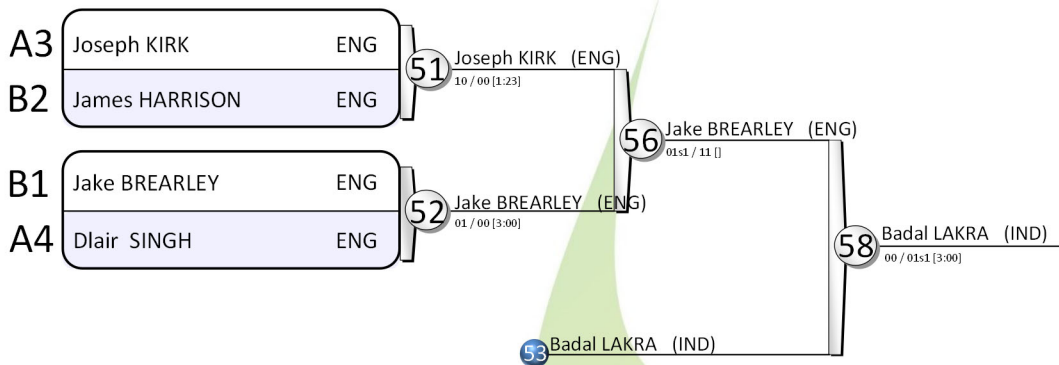 A3 Joseph KIRK ENG
B2 James HARRISON ENG
51 Joseph KIRK (ENG)
10 / 00 [1:23]
56 Jake BREARLEY (ENG)
01s1 / 11 []
B1 Jake BREARLEY ENG
A4 Dlair SINGH ENG
52 Jake BREARLEY (ENG)
01 / 00 [3:00]
58 Badal LAKRA (IND)
00 / 01s1 [3:00]
53 Badal LAKRA (IND)